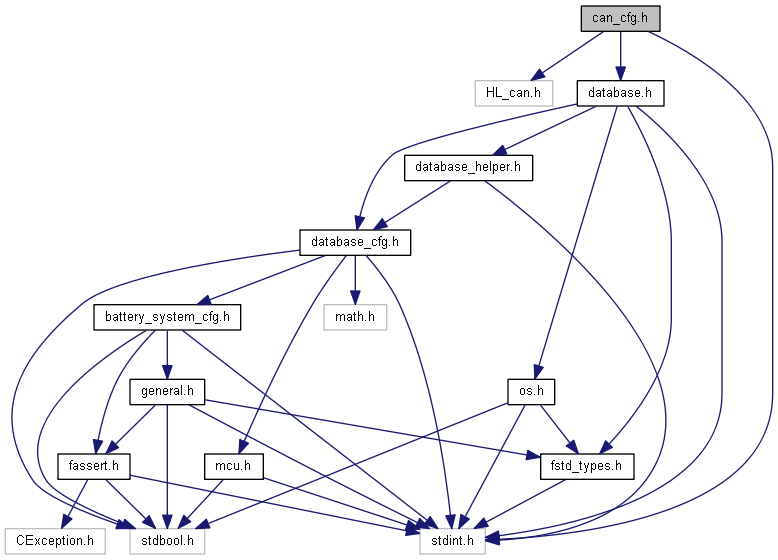 can_cfg.h
HL_can.h
database.h
database_helper.h
database_cfg.h
battery_system_cfg.h
math.h
general.h
os.h
fassert.h
mcu.h
fstd_types.h
CException.h
stdbool.h
stdint.h